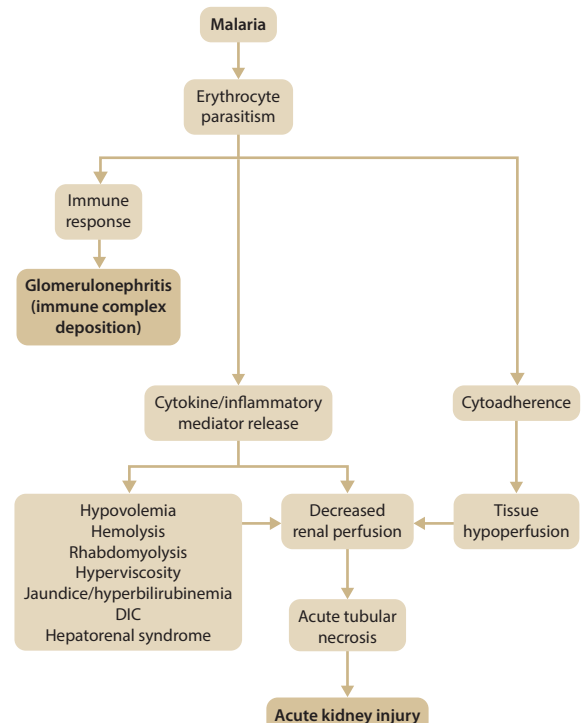 Malaria
Erythrocyte
parasitism
Immune
response
Glomerulonephritis
(immune complex
deposition)
Cytokine/inflammatory
mediator release
Cytoadherence
Hypovolemia
Hemolysis
Rhabdomyolysis
Hyperviscosity
Jaundice/hyperbilirubinemia
DIC
Hepatorenal syndrome
Decreased
renal perfusion
Tissue
hypoperfusion
Acute tubular
necrosis
Acute kidney injury